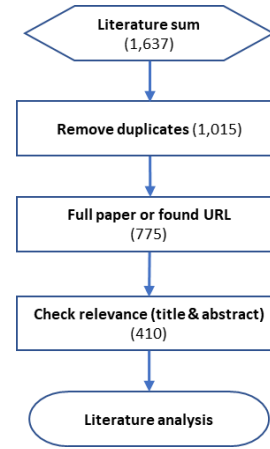 Literature sum
(1,637)
Remove duplicates (1,015)
Full paper or found URL
(775)
Check relevance (title & abstract)
(410)
Literature analysis